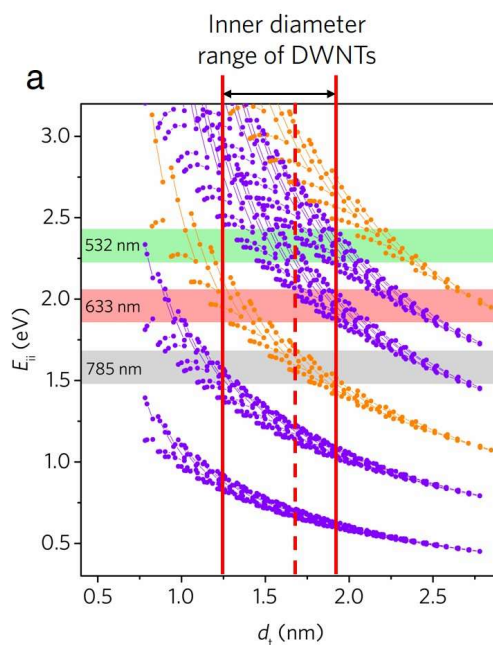 Inner diameter
range of DWNTs
a
3.0
2.5
532 nm
2.0
633 nm
785 nm
1.5
1.0
0.5
E_ii (eV)
0.5 1.0 1.5 2.0 2.5
d_t (nm)